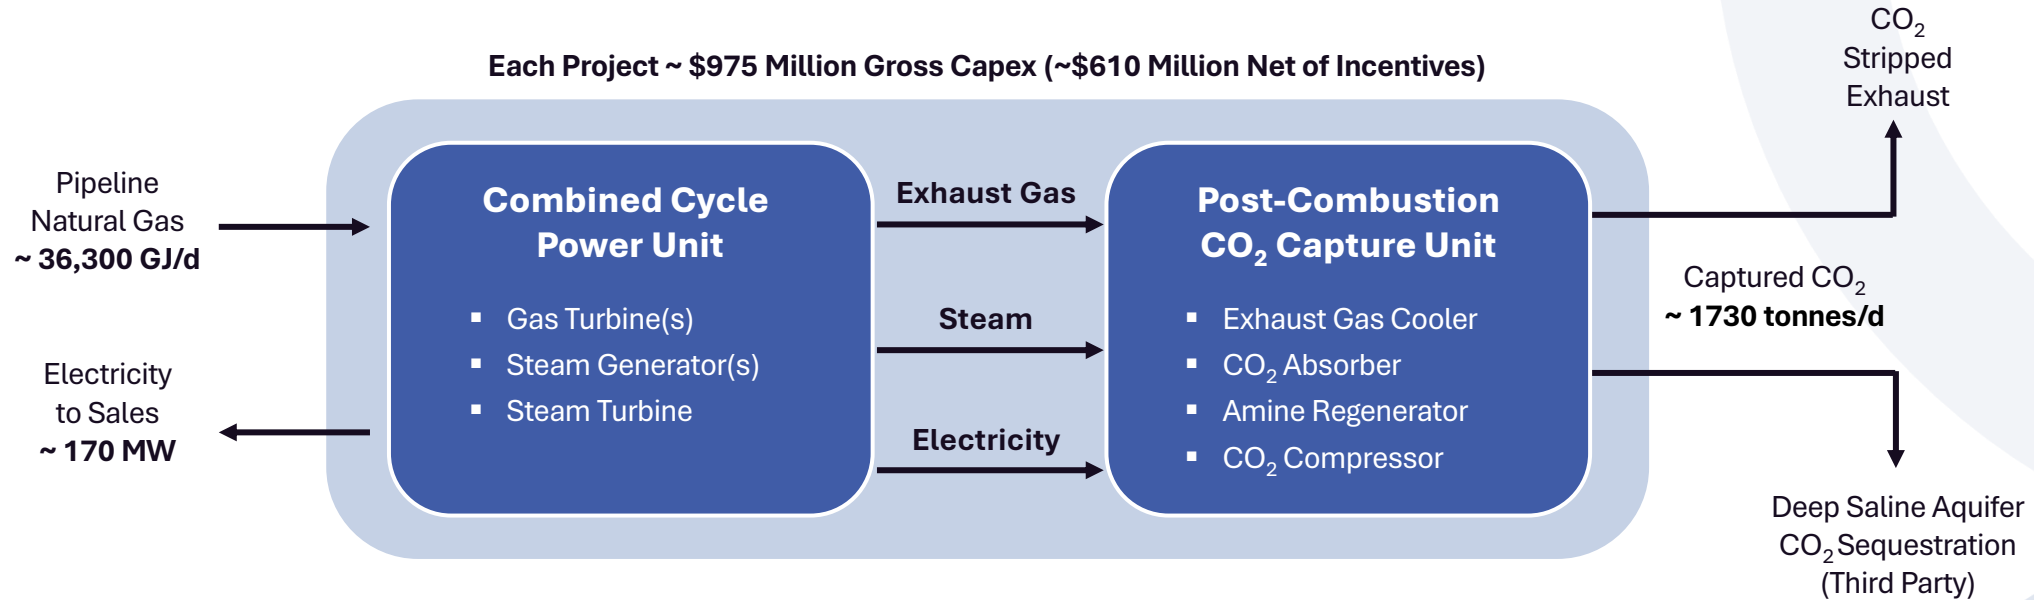 Each Project ~ $975 Million Gross Capex (~$610 Million Net of Incentives)
Pipeline
Natural Gas
~ 36,300 GJ/d
Electricity
to Sales
~ 170 MW
Combined Cycle
Power Unit
▪ Gas Turbine(s)
▪ Steam Generator(s)
▪ Steam Turbine
Exhaust Gas
Steam
Electricity
Post-Combustion
CO₂ Capture Unit
▪ Exhaust Gas Cooler
▪ CO₂ Absorber
▪ Amine Regenerator
▪ CO₂ Compressor
CO₂
Stripped
Exhaust
Captured CO₂
~ 1730 tonnes/d
Deep Saline Aquifer
CO₂ Sequestration
(Third Party)